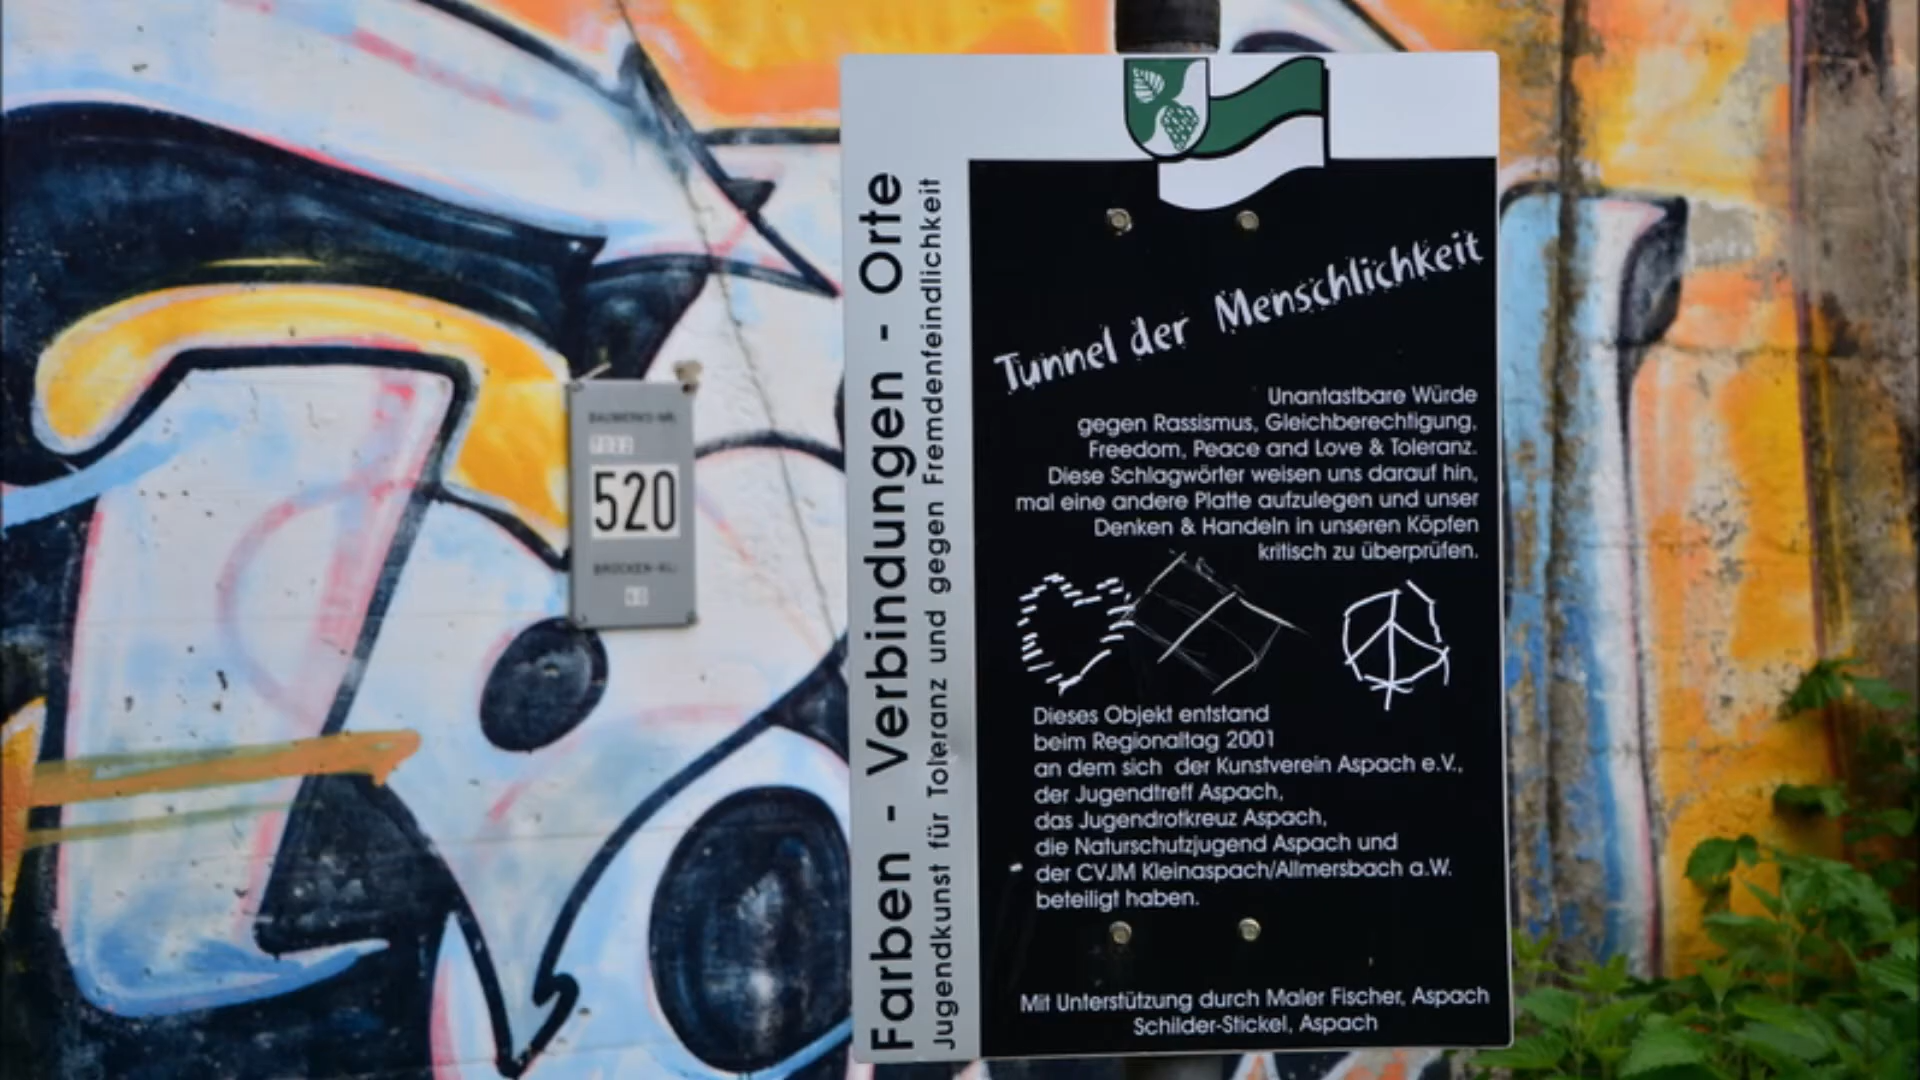 Farben - Verbindungen - Orte
Jugendkunst für Toleranz und gegen Fremdenfeindlichkeit
Tunnel der Menschlichkeit
Unantastbare Würde
gegen Rassismus, Gleichberechtigung,
Freedom, Peace and Love & Toleranz.
Diese Schlagwörter weisen uns darauf hin,
mal eine andere Platte aufzulegen und unser
Denken & Handeln in unseren Köpfen
kritisch zu überprüfen.
Dieses Objekt entstand
beim Regionaltag 2001
an dem sich der Kunstverein Aspach e.V.,
der Jugendtreff Aspach,
das Jugendrotkreuz Aspach,
die Naturschutzjugend Aspach und
der CVJM Kleinaspach/Allmersbach a.W.
beteiligt haben.
Mit Unterstützung durch Maler Fischer, Aspach
Schilder-Stickel, Aspach
BAUWERKS-NR.
520
BRÜCKEN-KL.